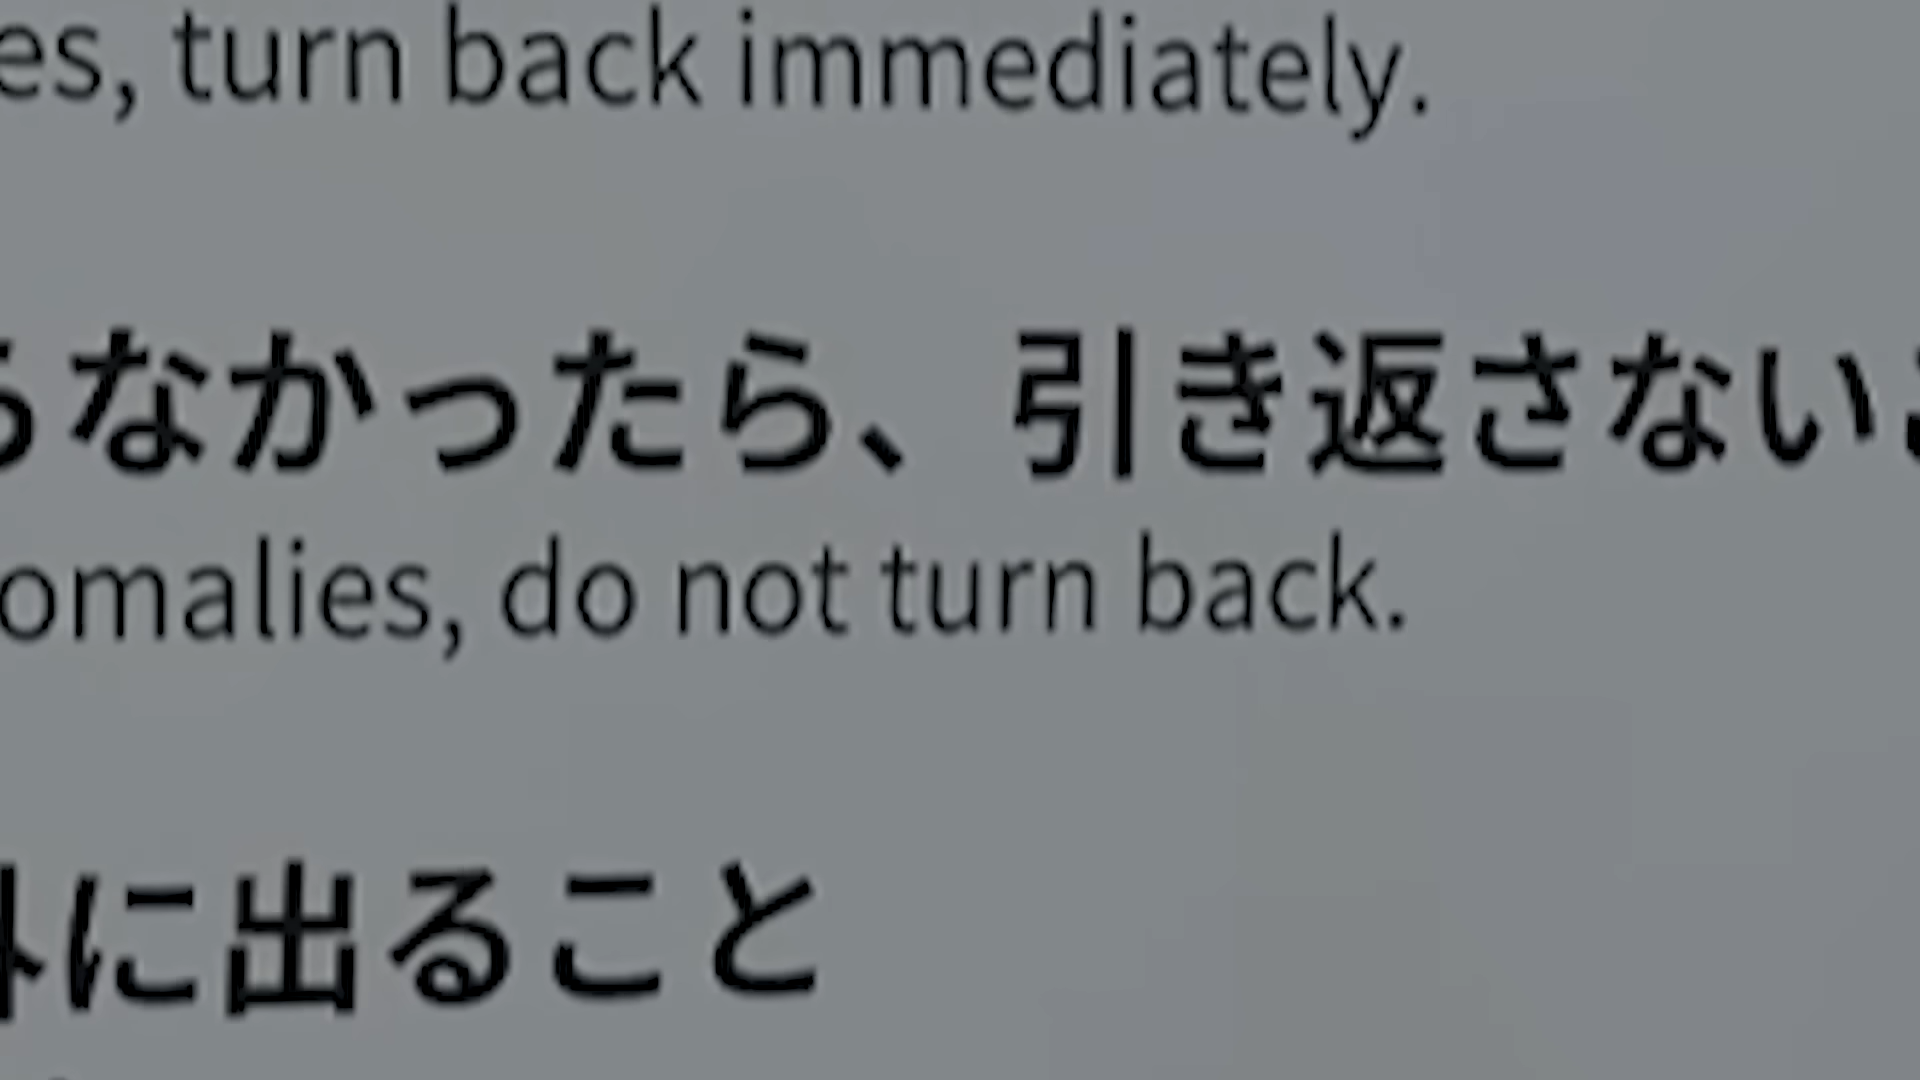 es, turn back immediately.
らなかったら、引き返さない
omalies, do not turn back.
外に出ること